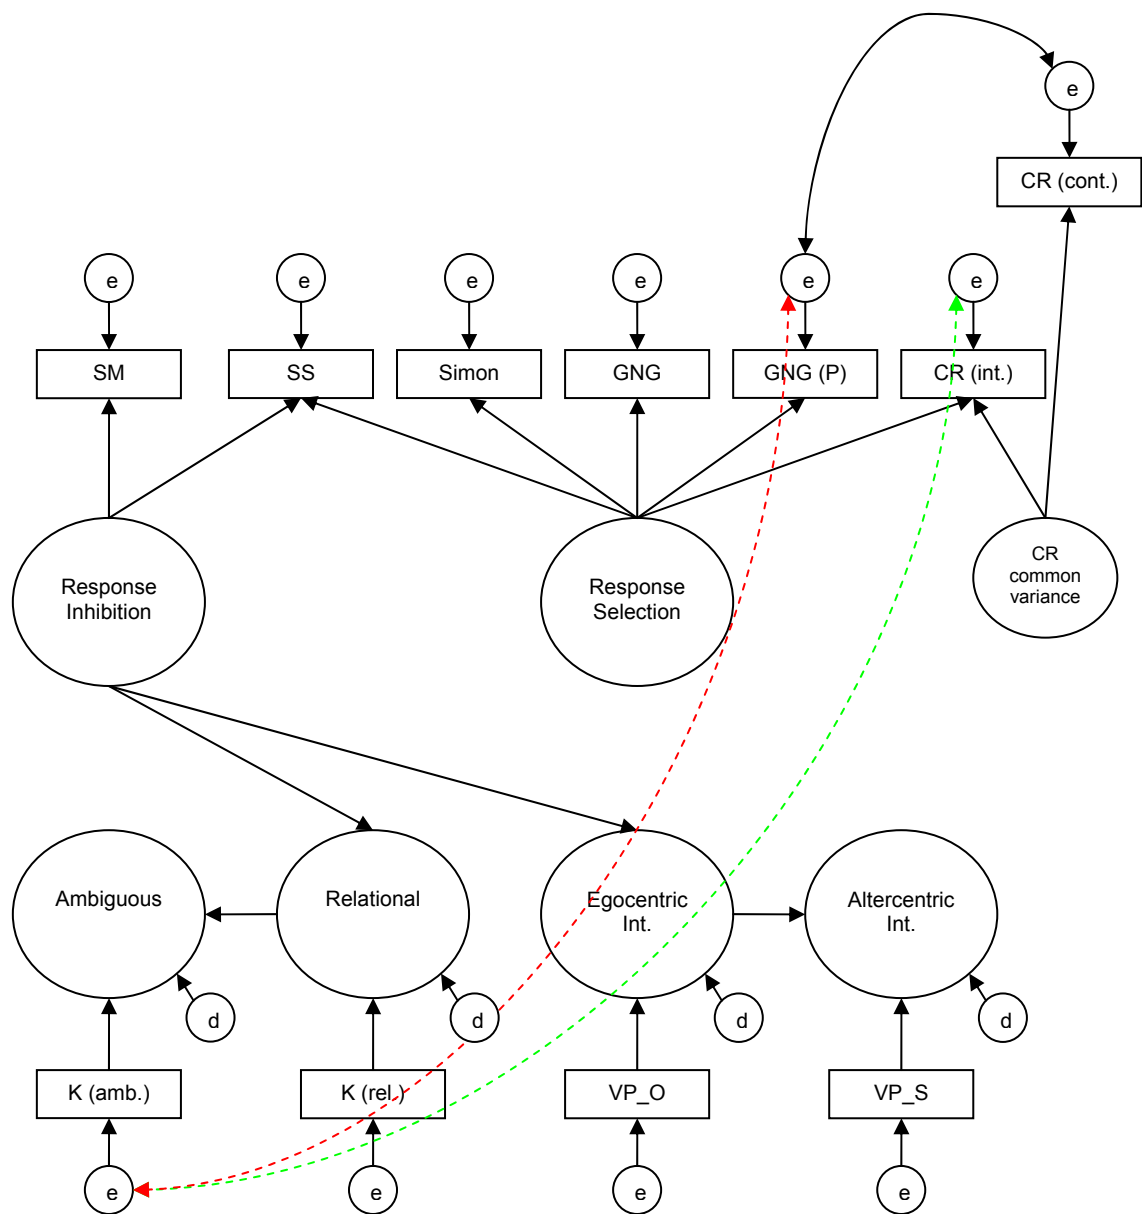 e
CR (cont.)
e e e e e e
SM SS Simon GNG GNG (P) CR (int.)
Response
Inhibition
Response
Selection
CR
common
variance
Ambiguous
Relational
Egocentric
Int.
Altercentric
Int.
d d d d
K (amb.) K (rel.) VP_O VP_S
e e e e